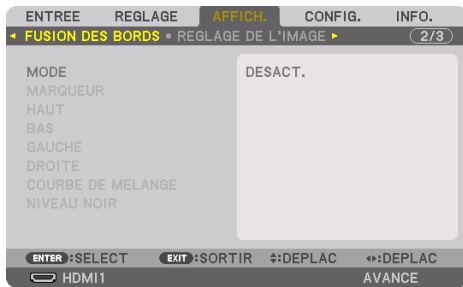 ENTREE REGLAGE AFFICH. CONFIG. INFO.
◂ FUSION DES BORDS • REGLAGE DE L'IMAGE ▸ 2/3
MODE DESACT.
MARQUEUR
HAUT
BAS
GAUCHE
DROITE
COURBE DE MELANGE
NIVEAU NOIR
ENTER :SELECT EXIT :SORTIR ◆:DEPLAC ◂▸:DEPLAC
HDMI1 AVANCE